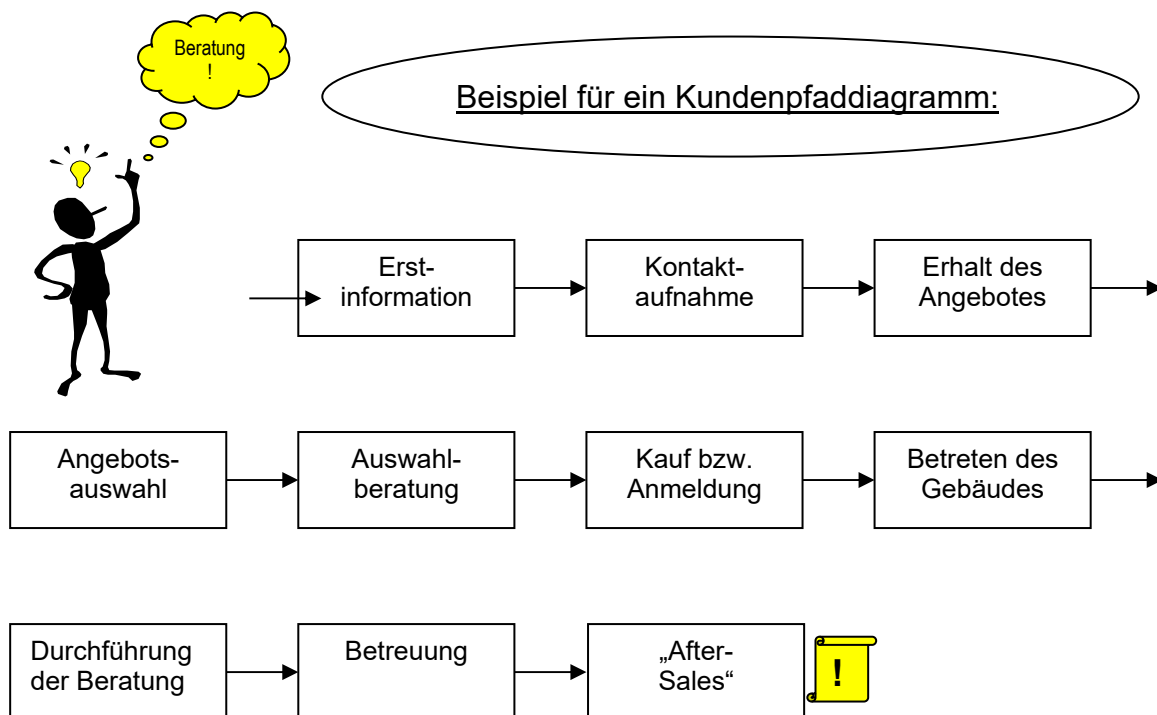 Beratung
!
Beispiel für ein Kundenpfaddiagramm:
Erst-
information
Kontakt-
aufnahme
Erhalt des
Angebotes
Angebots-
auswahl
Auswahl-
beratung
Kauf bzw.
Anmeldung
Betreten des
Gebäudes
Durchführung
der Beratung
Betreuung
„After-
Sales“
!